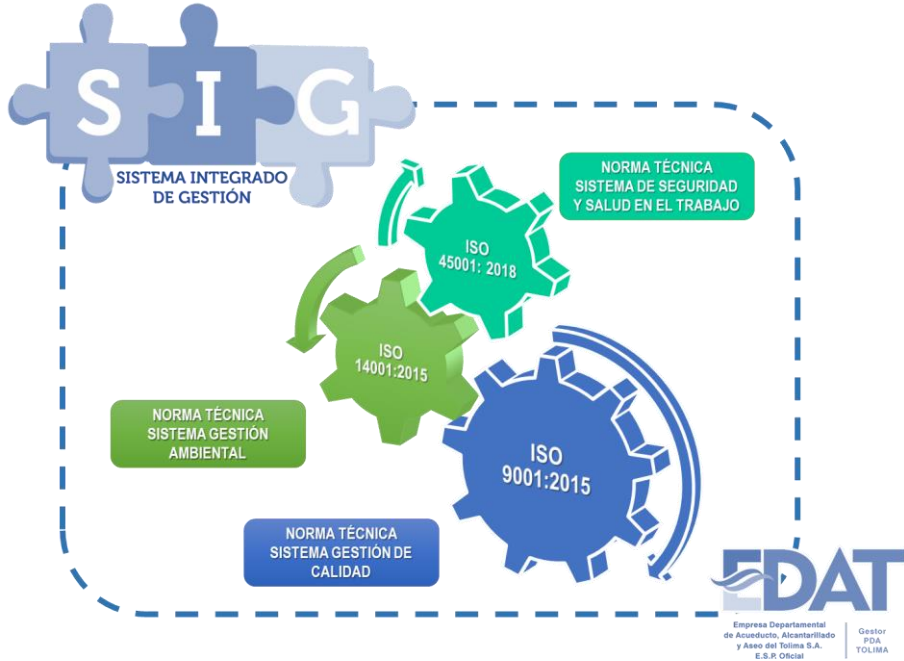 S I G
SISTEMA INTEGRADO
DE GESTIÓN
NORMA TÉCNICA
SISTEMA DE SEGURIDAD
Y SALUD EN EL TRABAJO
ISO
45001: 2018
ISO
14001:2015
NORMA TÉCNICA
SISTEMA GESTIÓN
AMBIENTAL
ISO
9001:2015
NORMA TÉCNICA
SISTEMA GESTIÓN DE
CALIDAD
EDAT
Empresa Departamental
de Acueducto, Alcantarillado
y Aseo del Tolima S.A.
E.S.P. Oficial
Gestor
PDA
TOLIMA